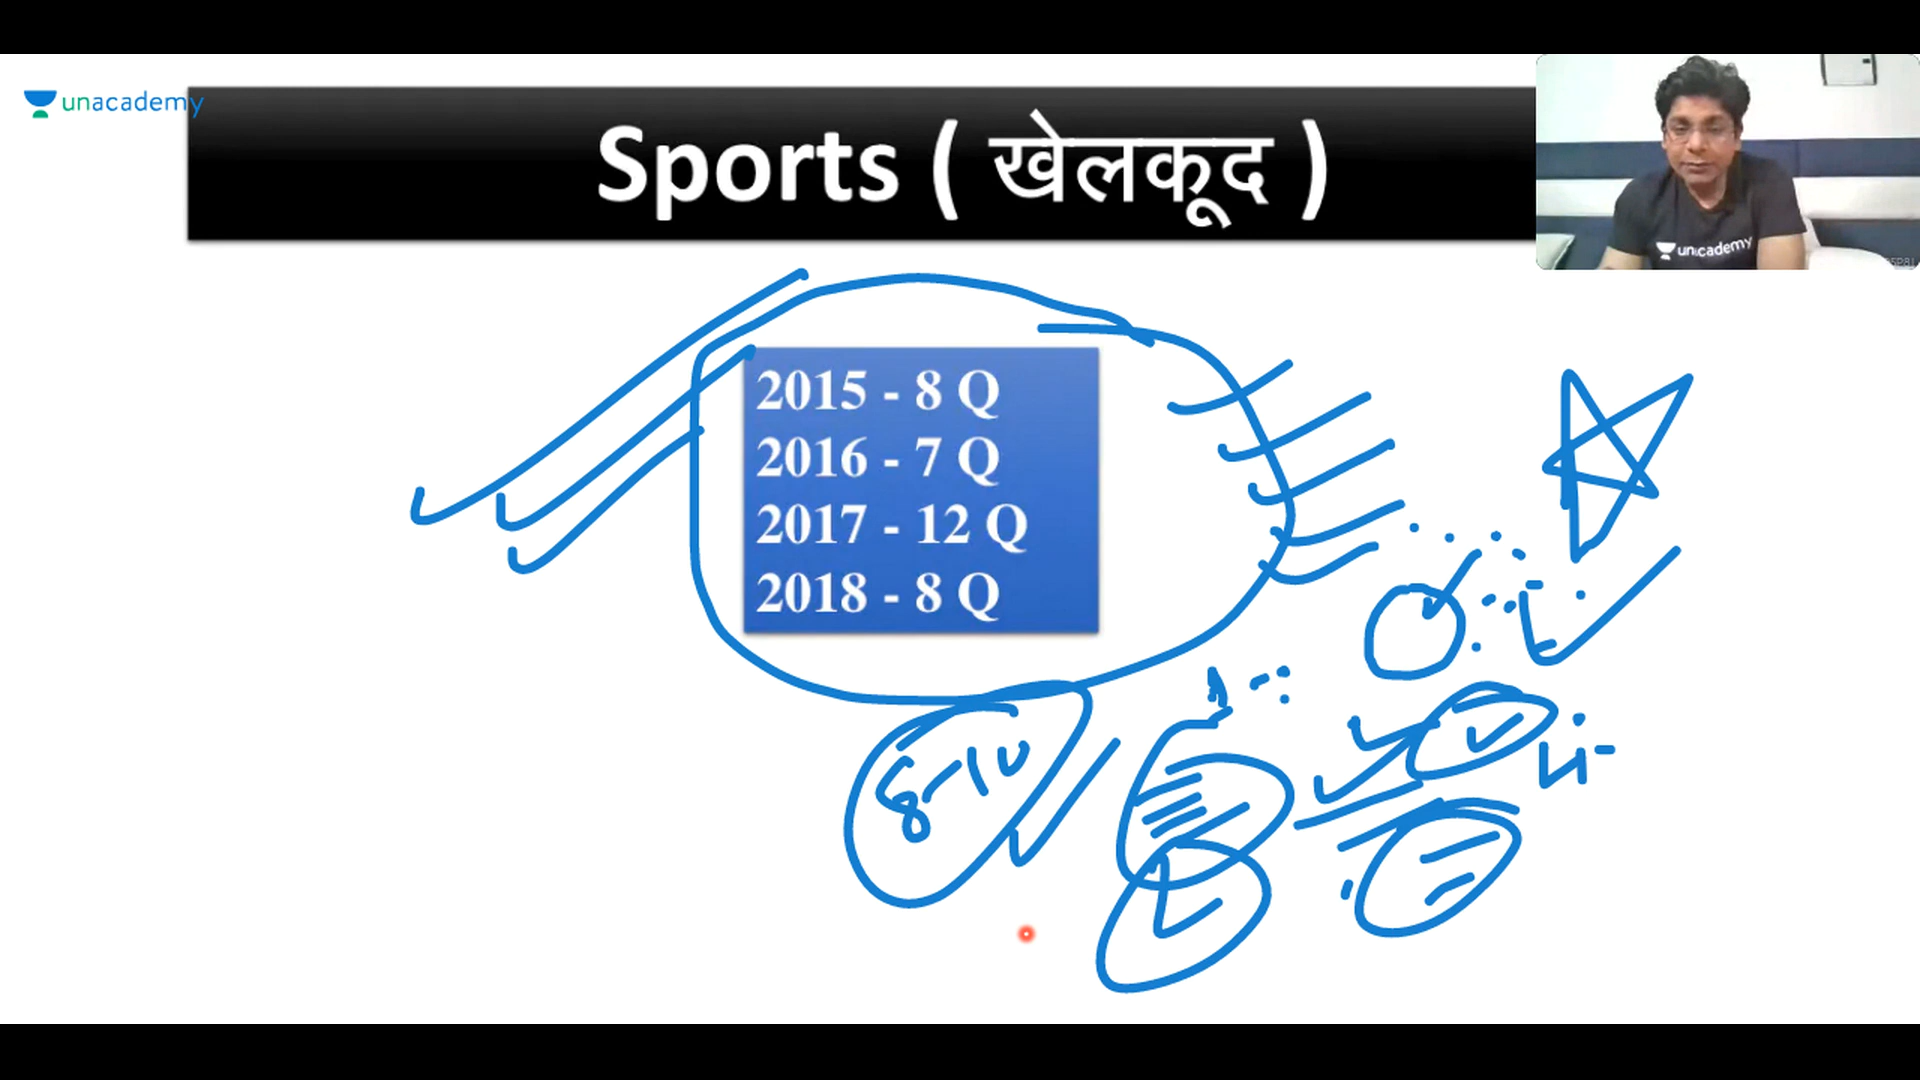 unacademy
Sports ( खेलकूद )
unacademy
2015 - 8 Q
2016 - 7 Q
2017 - 12 Q
2018 - 8 Q
8-10